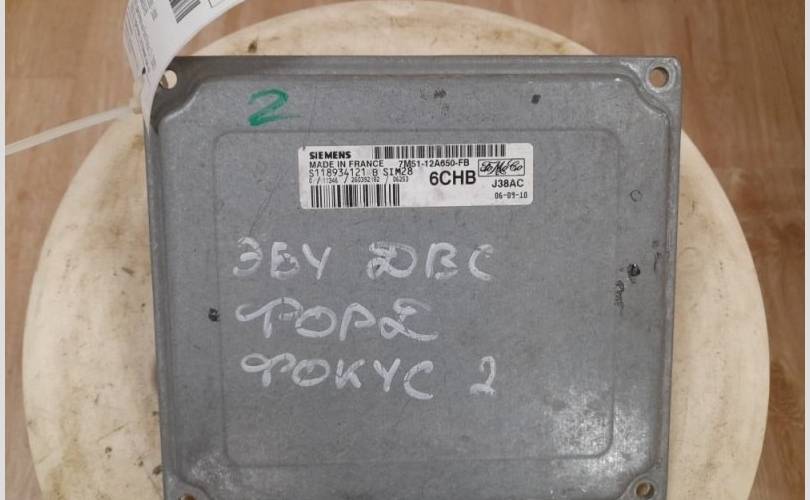 2
SIEMENS
MADE IN FRANCE 7M51-12A650-FB
S118934121 B SIM28
6CHB
J38AC
06-09-10
ЭБУ ДВС
ФОРД
ФОКУС 2